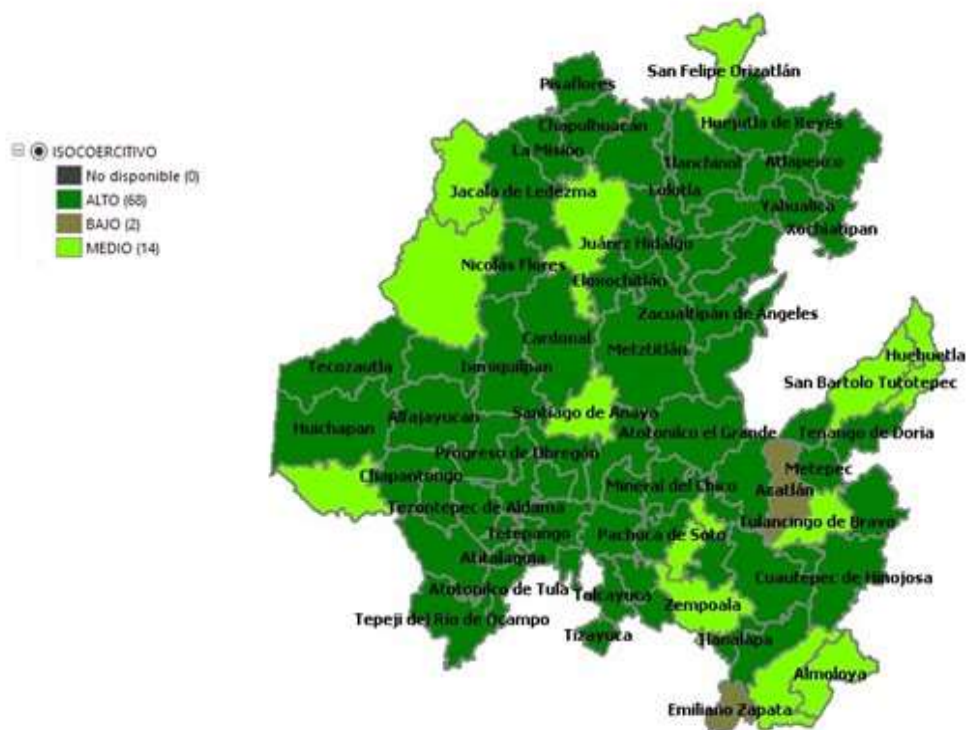 ISOCOERCITIVO
No disponible (0)
ALTO (68)
BAJO (2)
MEDIO (14)
San Felipe Orizatlán
Pisaflores
Chapulhuacán
Huejutla de Reyes
La Misión
Tlanchinol
Atlapexco
Jacala de Ledezma
Lolotla
Yahualica
Xochiatipan
Juárez Hidalgo
Nicolás Flores
Eloxochitlán
Zacualtipán de Ángeles
Cardonal
Metztitlán
Huehuetla
Tecozautla
Ixmiquilpan
San Bartolo Tutotepec
Alfajayucan
Santiago de Anaya
Huichapan
Atotonilco el Grande
Tenango de Doria
Progreso de Obregón
Metepec
Chapantongo
Mineral del Chico
Acatlán
Tezontepec de Aldama
Tulancingo de Bravo
Tetepango
Pachuca de Soto
Atitalaquia
Cuautepec de Hinojosa
Atotonilco de Tula
Tolcayuca
Zempoala
Tepeji del Río de Ocampo
Tizayuca
Tlanalapa
Almoloya
Emiliano Zapata